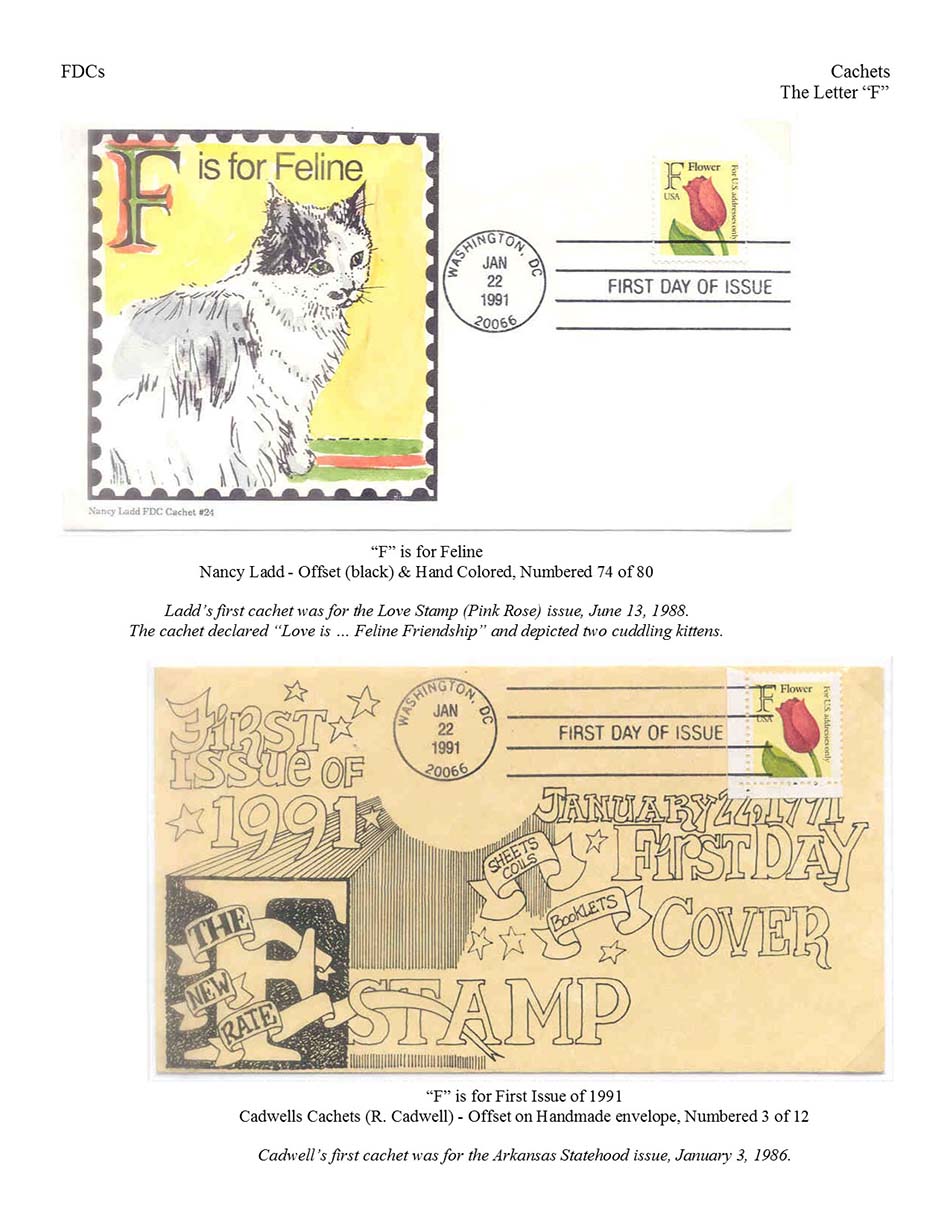 FDCs
Cachets
The Letter “F”
F is for Feline
F Flower
USA
For U.S. addresses only
WASHINGTON, DC
JAN
22
1991
20066
FIRST DAY OF ISSUE
Nancy Ladd FDC Cachet #24
“F” is for Feline
Nancy Ladd - Offset (black) & Hand Colored, Numbered 74 of 80
Ladd’s first cachet was for the Love Stamp (Pink Rose) issue, June 13, 1988.
The cachet declared “Love is … Feline Friendship” and depicted two cuddling kittens.
FIRST
ISSUE OF
1991
WASHINGTON, DC
JAN
22
1991
20066
FIRST DAY OF ISSUE
F Flower
USA
For U.S. addresses only
JANUARY 22, 1991
FIRST DAY
COVER
SHEETS
COILS
BOOKLETS
THE
NEW
RATE
F
STAMP
“F” is for First Issue of 1991
Cadwells Cachets (R. Cadwell) - Offset on Handmade envelope, Numbered 3 of 12
Cadwell’s first cachet was for the Arkansas Statehood issue, January 3, 1986.